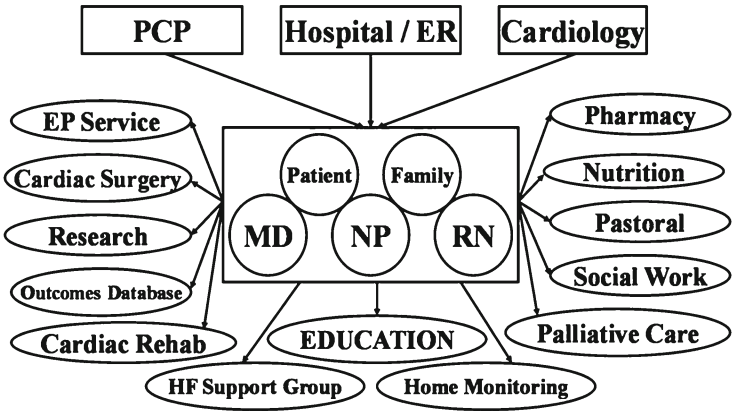 PCP
Hospital / ER
Cardiology
EP Service
Cardiac Surgery
Research
Outcomes Database
Cardiac Rehab
Patient
Family
MD
NP
RN
Pharmacy
Nutrition
Pastoral
Social Work
Palliative Care
EDUCATION
HF Support Group
Home Monitoring